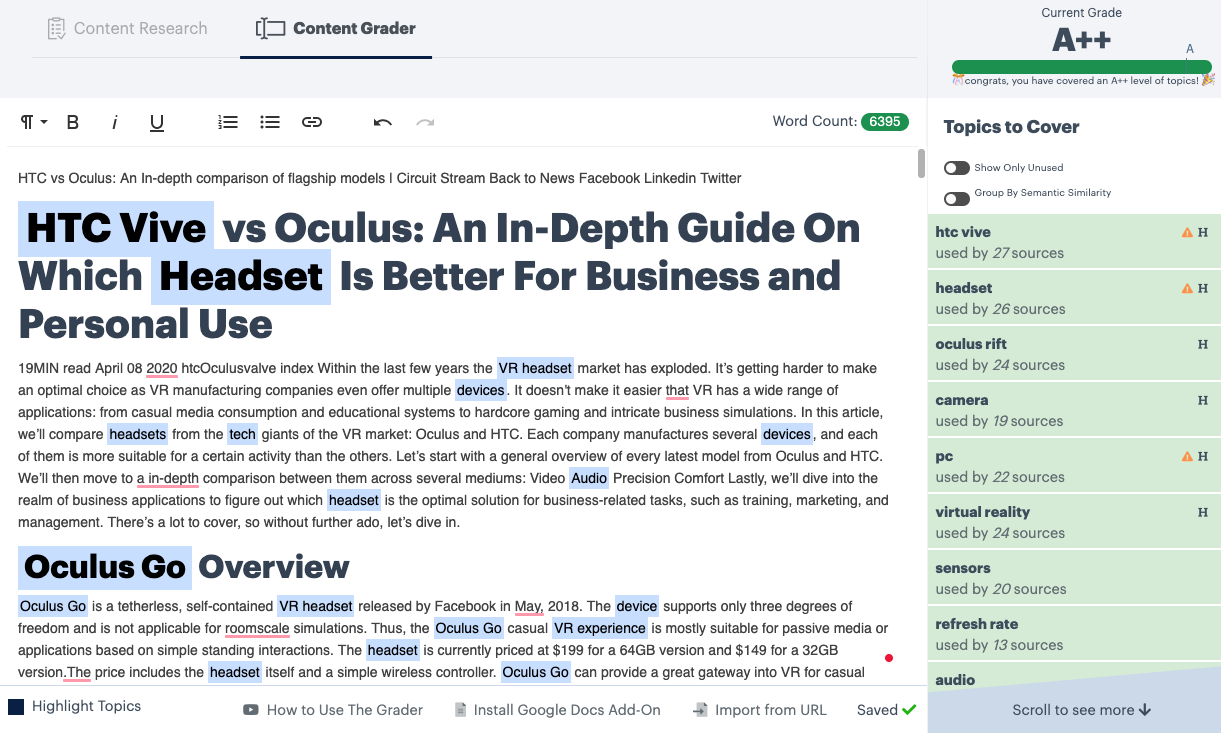 Content Research
Content Grader
Current Grade
A++
A
congrats, you have covered an A++ level of topics!
B i U
Word Count: 6395
Topics to Cover
Show Only Unused
Group By Semantic Similarity
HTC vs Oculus: An In-depth comparison of flagship models | Circuit Stream Back to News Facebook Linkedin Twitter
HTC Vive vs Oculus: An In-Depth Guide On
Which Headset Is Better For Business and
Personal Use
19MIN read April 08 2020 htcOculusvalve index Within the last few years the VR headset market has exploded. It’s getting harder to make
an optimal choice as VR manufacturing companies even offer multiple devices. It doesn't make it easier that VR has a wide range of
applications: from casual media consumption and educational systems to hardcore gaming and intricate business simulations. In this article,
we’ll compare headsets from the tech giants of the VR market: Oculus and HTC. Each company manufactures several devices, and each
of them is more suitable for a certain activity than the others. Let’s start with a general overview of every latest model from Oculus and HTC.
We’ll then move to a in-depth comparison between them across several mediums: Video Audio Precision Comfort Lastly, we’ll dive into the
realm of business applications to figure out which headset is the optimal solution for business-related tasks, such as training, marketing, and
management. There’s a lot to cover, so without further ado, let’s dive in.
Oculus Go Overview
Oculus Go is a tetherless, self-contained VR headset released by Facebook in May, 2018. The device supports only three degrees of
freedom and is not applicable for roomscale simulations. Thus, the Oculus Go casual VR experience is mostly suitable for passive media or
applications based on simple standing interactions. The headset is currently priced at $199 for a 64GB version and $149 for a 32GB
version.The price includes the headset itself and a simple wireless controller. Oculus Go can provide a great gateway into VR for casual
htc vive H
used by 27 sources
headset H
used by 26 sources
oculus rift H
used by 24 sources
camera H
used by 19 sources
pc H
used by 22 sources
virtual reality H
used by 24 sources
sensors
used by 20 sources
refresh rate
used by 13 sources
audio
Scroll to see more
Highlight Topics
How to Use The Grader
Install Google Docs Add-On
Import from URL
Saved